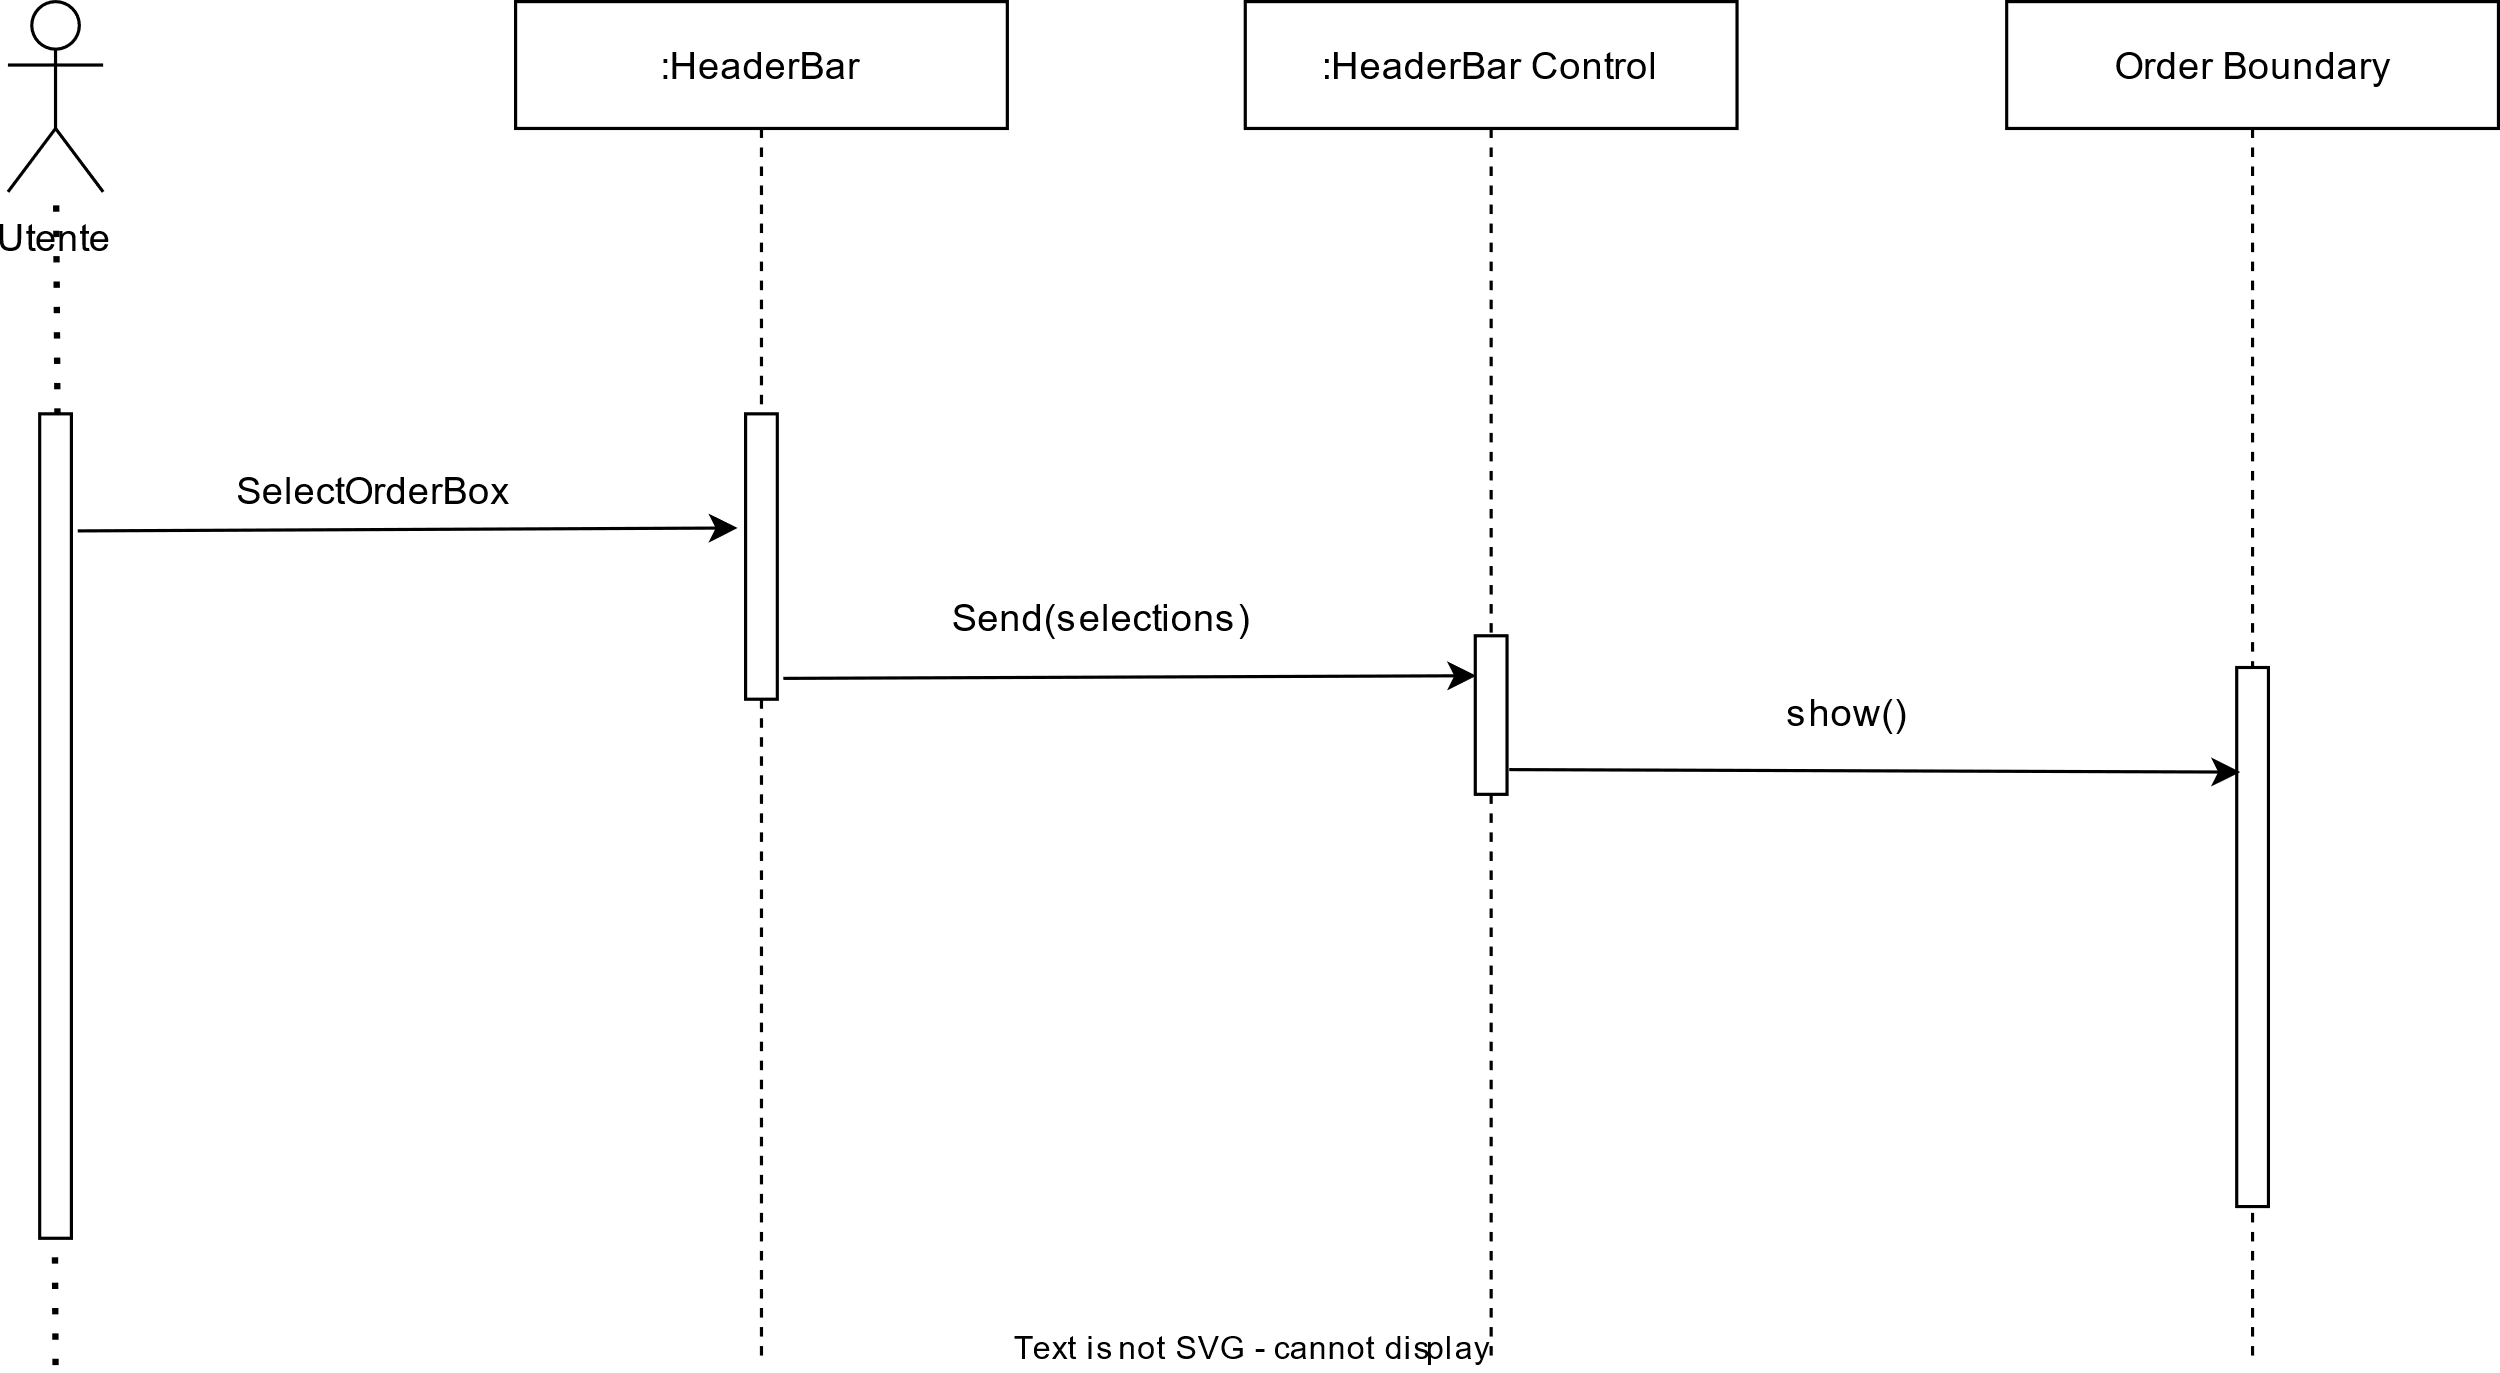 :HeaderBar
:HeaderBar Control
Order Boundary
Utente
SelectOrderBox
Send(selections)
show()
Text is not SVG - cannot display